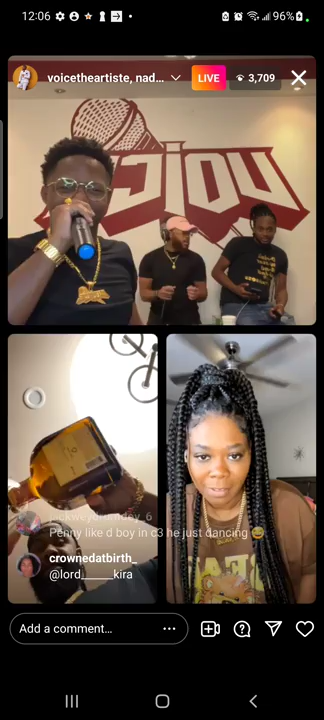 12:06
96%
voicetheartiste, nad...
LIVE
3,709
VOiCE
Penny like d boy in c3 he just dancing 😂
crownedatbirth_
@lord_____kira
Add a comment...